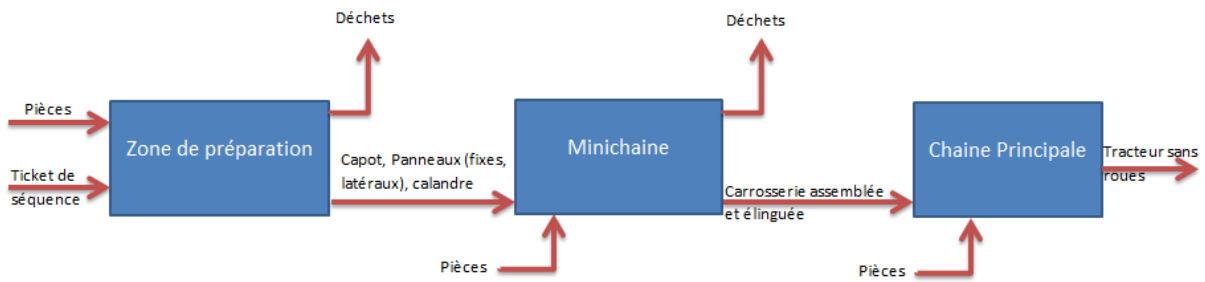 Déchets
Déchets
Pièces
Zone de préparation
Minichaine
Chaine Principale
Capot, Panneaux (fixes,
latéraux), calandre
Tracteur sans
roues
Ticket de
séquence
Carrosserie assemblée
et élinguée
Pièces
Pièces